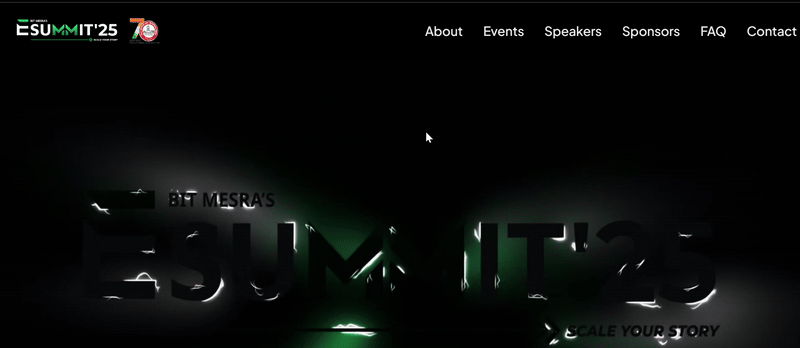 BIT MESRA'S
ESUMMIT'25
SCALE YOUR STORY
70
About Events Speakers Sponsors FAQ Contact
BIT MESRA'S
ESUMMIT'25
SCALE YOUR STORY